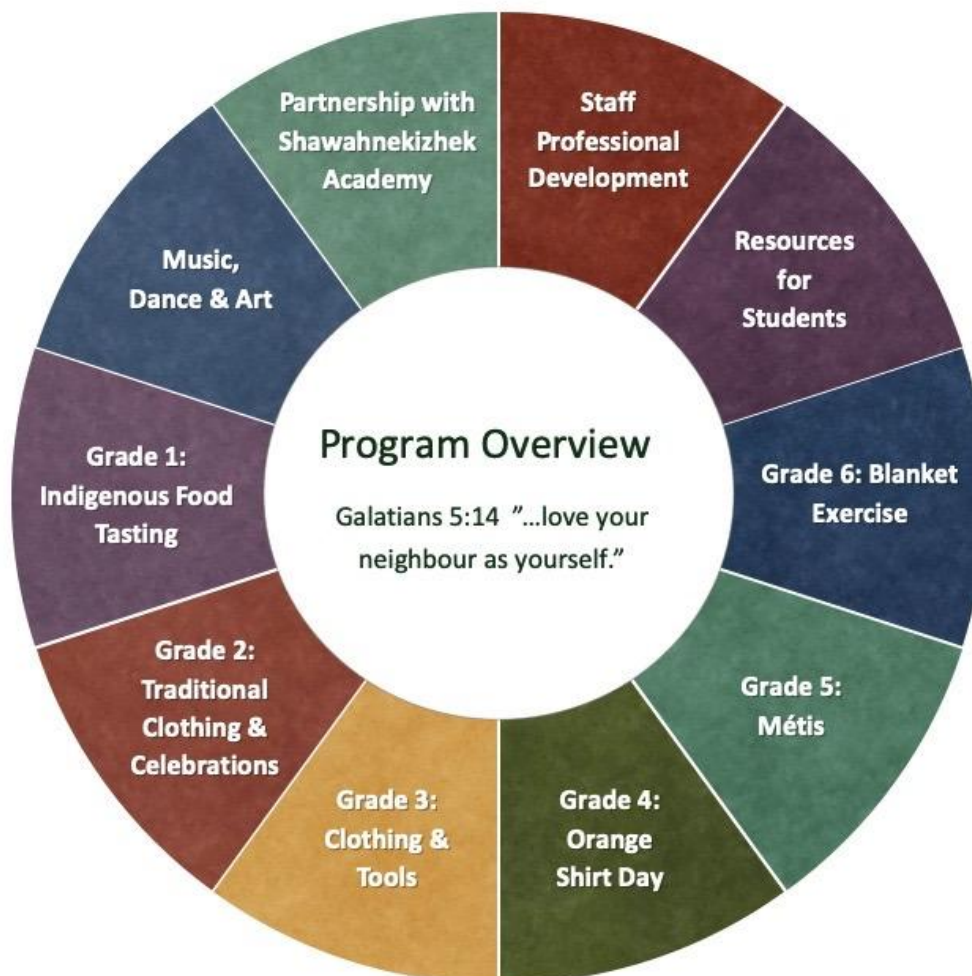 Program Overview
Galatians 5:14 ”...love your
neighbour as yourself.”
Staff
Professional
Development
Resources
for
Students
Grade 6: Blanket
Exercise
Grade 5:
Métis
Grade 4:
Orange
Shirt Day
Grade 3:
Clothing &
Tools
Grade 2:
Traditional
Clothing &
Celebrations
Grade 1:
Indigenous Food
Tasting
Music,
Dance & Art
Partnership with
Shawahnekizhek
Academy